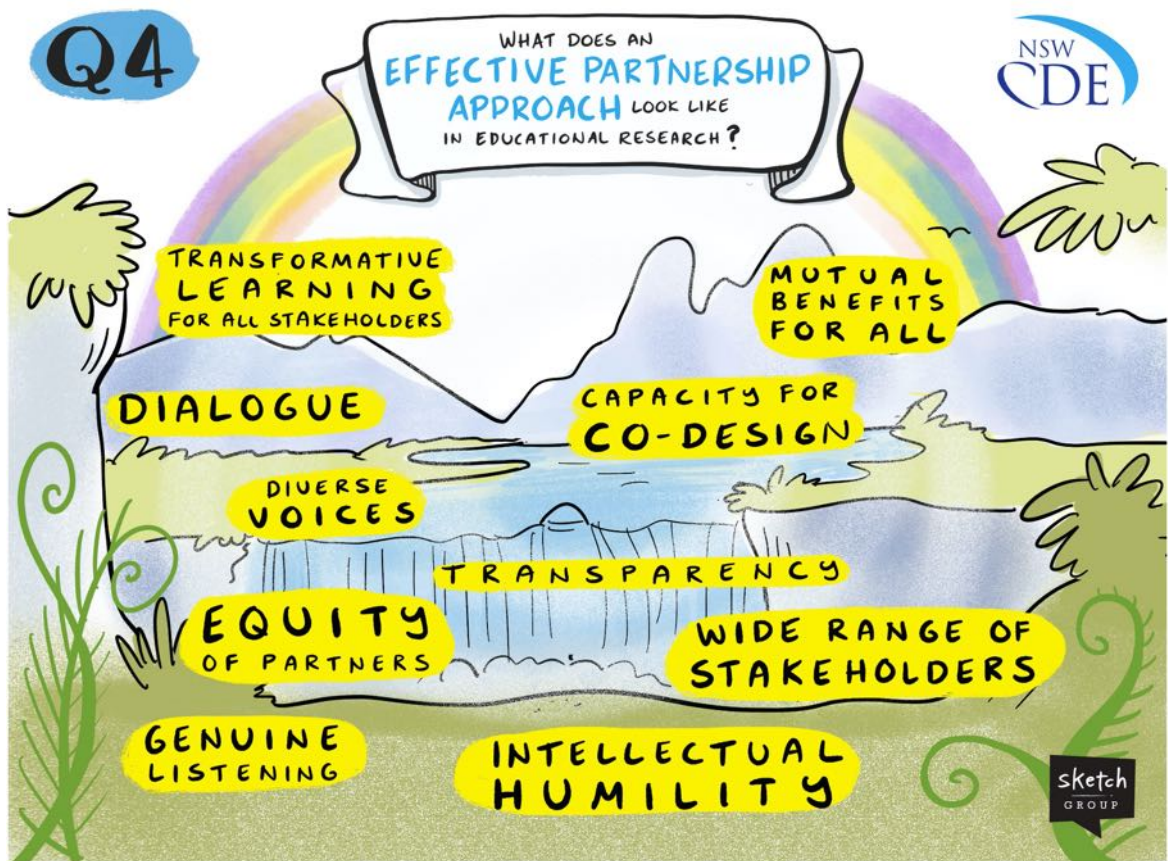 Q4
WHAT DOES AN
EFFECTIVE PARTNERSHIP
APPROACH LOOK LIKE
IN EDUCATIONAL RESEARCH?
NSW
CDE
TRANSFORMATIVE
LEARNING
FOR ALL STAKEHOLDERS
MUTUAL
BENEFITS
FOR ALL
DIALOGUE
CAPACITY FOR
CO-DESIGN
DIVERSE
VOICES
TRANSPARENCY
EQUITY
OF PARTNERS
WIDE RANGE OF
STAKEHOLDERS
GENUINE
LISTENING
INTELLECTUAL
HUMILITY
sketch
GROUP